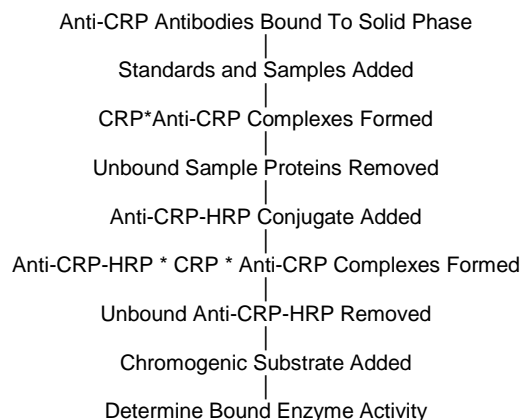 Anti-CRP Antibodies Bound To Solid Phase
Standards and Samples Added
CRP*Anti-CRP Complexes Formed
Unbound Sample Proteins Removed
Anti-CRP-HRP Conjugate Added
Anti-CRP-HRP * CRP * Anti-CRP Complexes Formed
Unbound Anti-CRP-HRP Removed
Chromogenic Substrate Added
Determine Bound Enzyme Activity